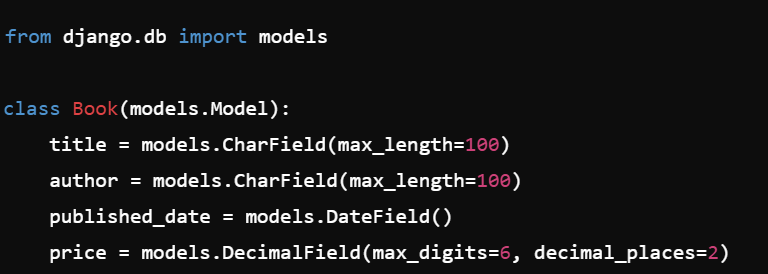 from django.db import models
class Book(models.Model):
    title = models.CharField(max_length=100)
    author = models.CharField(max_length=100)
    published_date = models.DateField()
    price = models.DecimalField(max_digits=6, decimal_places=2)